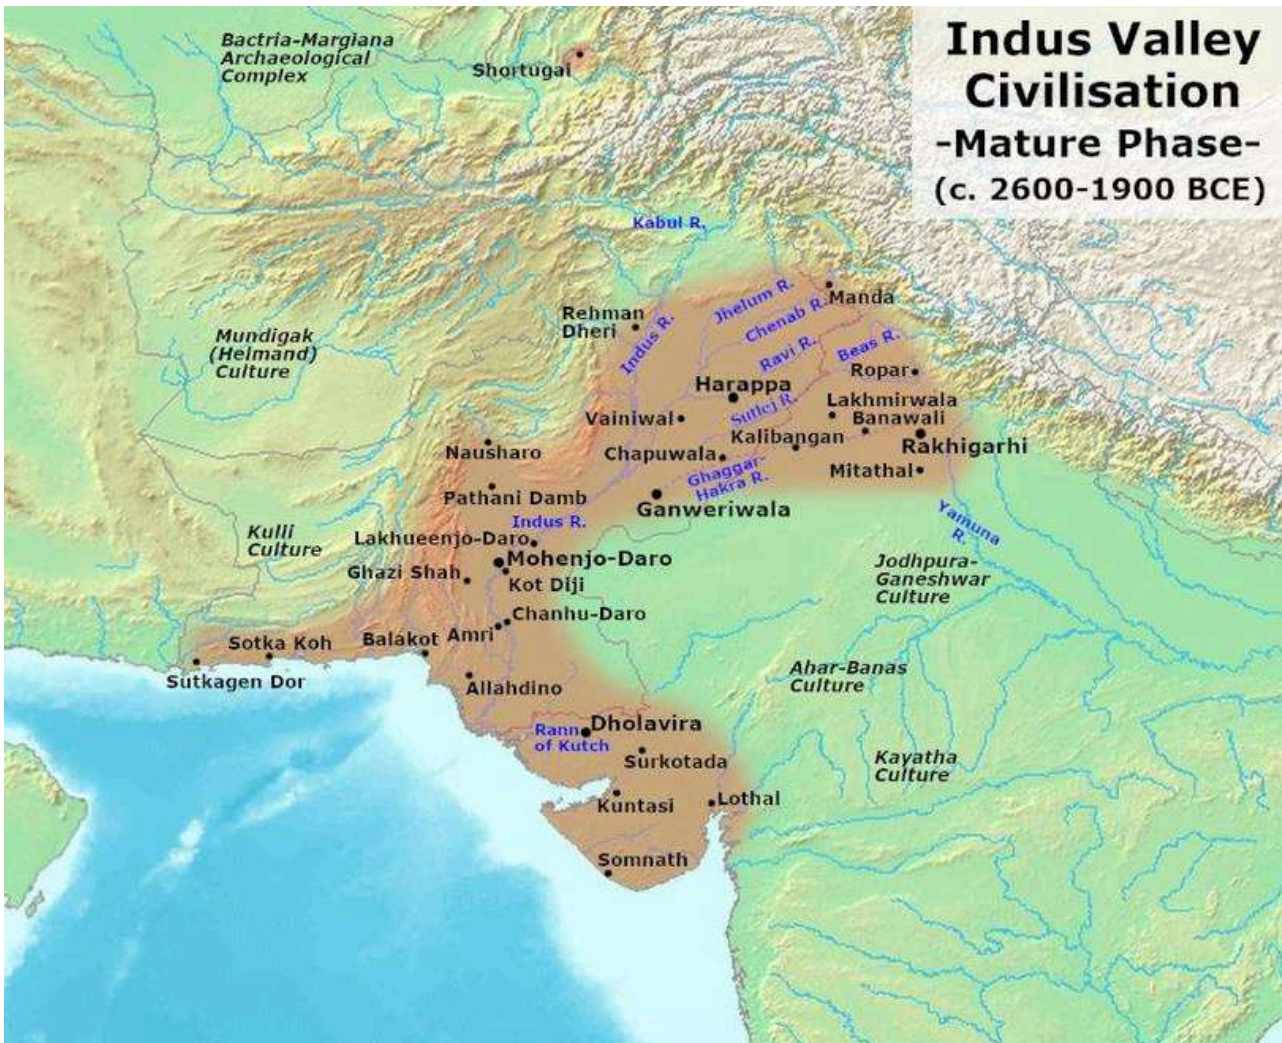 Indus Valley
Civilisation
-Mature Phase-
(c. 2600-1900 BCE)
Bactria-Margiana
Archaeological
Complex
Shortugai
Kabul R.
Rehman
Dheri
Indus R.
Jhelum R.
Chenab R.
Ravi R.
Beas R.
Manda
Mundigak
(Helmand)
Culture
Ropar
Harappa
Sutlej R.
Lakhmirwala
Banawali
Vainiwal
Kalibangan
Rakhigarhi
Nausharo
Chapuwala
Mitathal
Ghaggar-
Hakra R.
Pathani Damb
Ganweriwala
Indus R.
Yamuna
R.
Kulli
Culture
Lakhueenjo-Daro
Mohenjo-Daro
Ghazi Shah
Kot Diji
Jodhpura-
Ganeshwar
Culture
Chanhu-Daro
Amri
Sotka Koh
Balakot
Sutkagen Dor
Allahdino
Ahar-Banas
Culture
Rann
of Kutch
Dholavira
Surkotada
Kayatha
Culture
Kuntasi
Lothal
Somnath